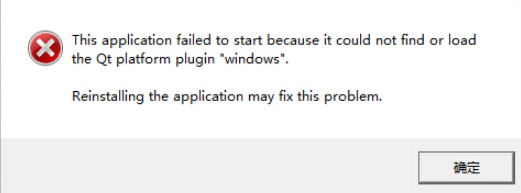 This application failed to start because it could not find or load
the Qt platform plugin "windows".
Reinstalling the application may fix this problem.
确定